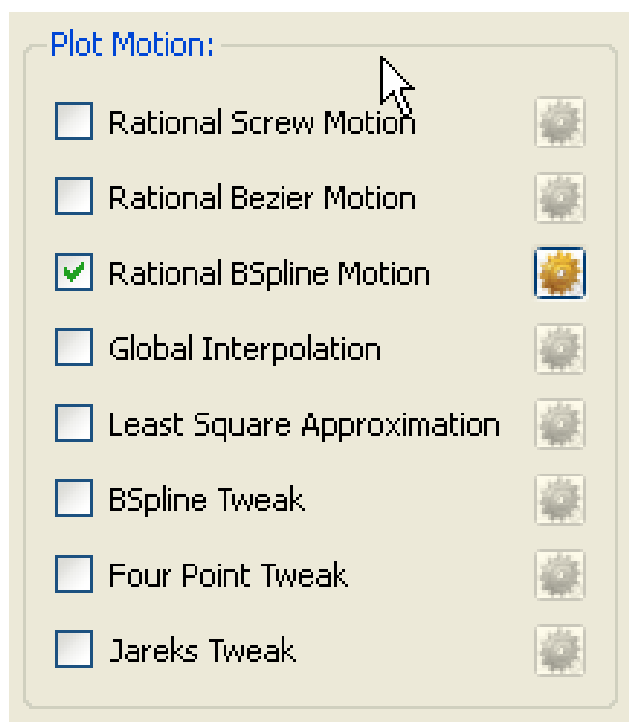 Plot Motion:
Rational Screw Motion
Rational Bezier Motion
Rational BSpline Motion
Global Interpolation
Least Square Approximation
BSpline Tweak
Four Point Tweak
Jareks Tweak